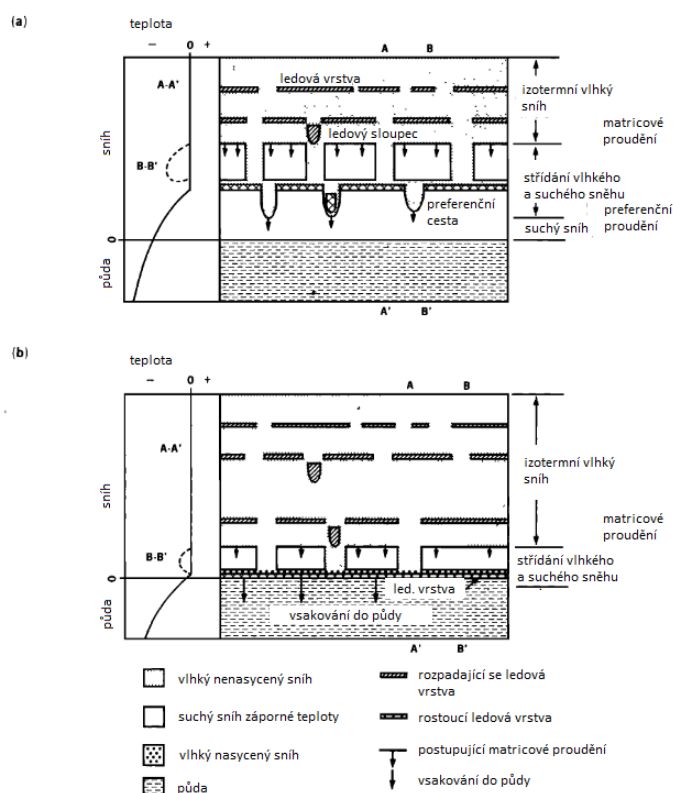 (a)
teplota
− 0 +
A B
A-A'
ledová vrstva
izotermní vlhký
sníh
matricové
proudění
ledový sloupec
sníh
B-B'
střídání vlhkého
a suchého sněhu
preferenční
cesta
preferenční
proudění
suchý sníh
0
půda
A' B'
(b)
teplota
− 0 +
A B
A-A'
izotermní vlhký
sníh
sníh
matricové
proudění
B-B'
střídání vlhkého
a suchého sněhu
0
led. vrstva
vsakování do půdy
půda
A' B'
vlhký nenasycený sníh
rozpadající se ledová
vrstva
suchý sníh záporné teploty
rostoucí ledová vrstva
vlhký nasycený sníh
postupující matricové proudění
půda
vsakování do půdy